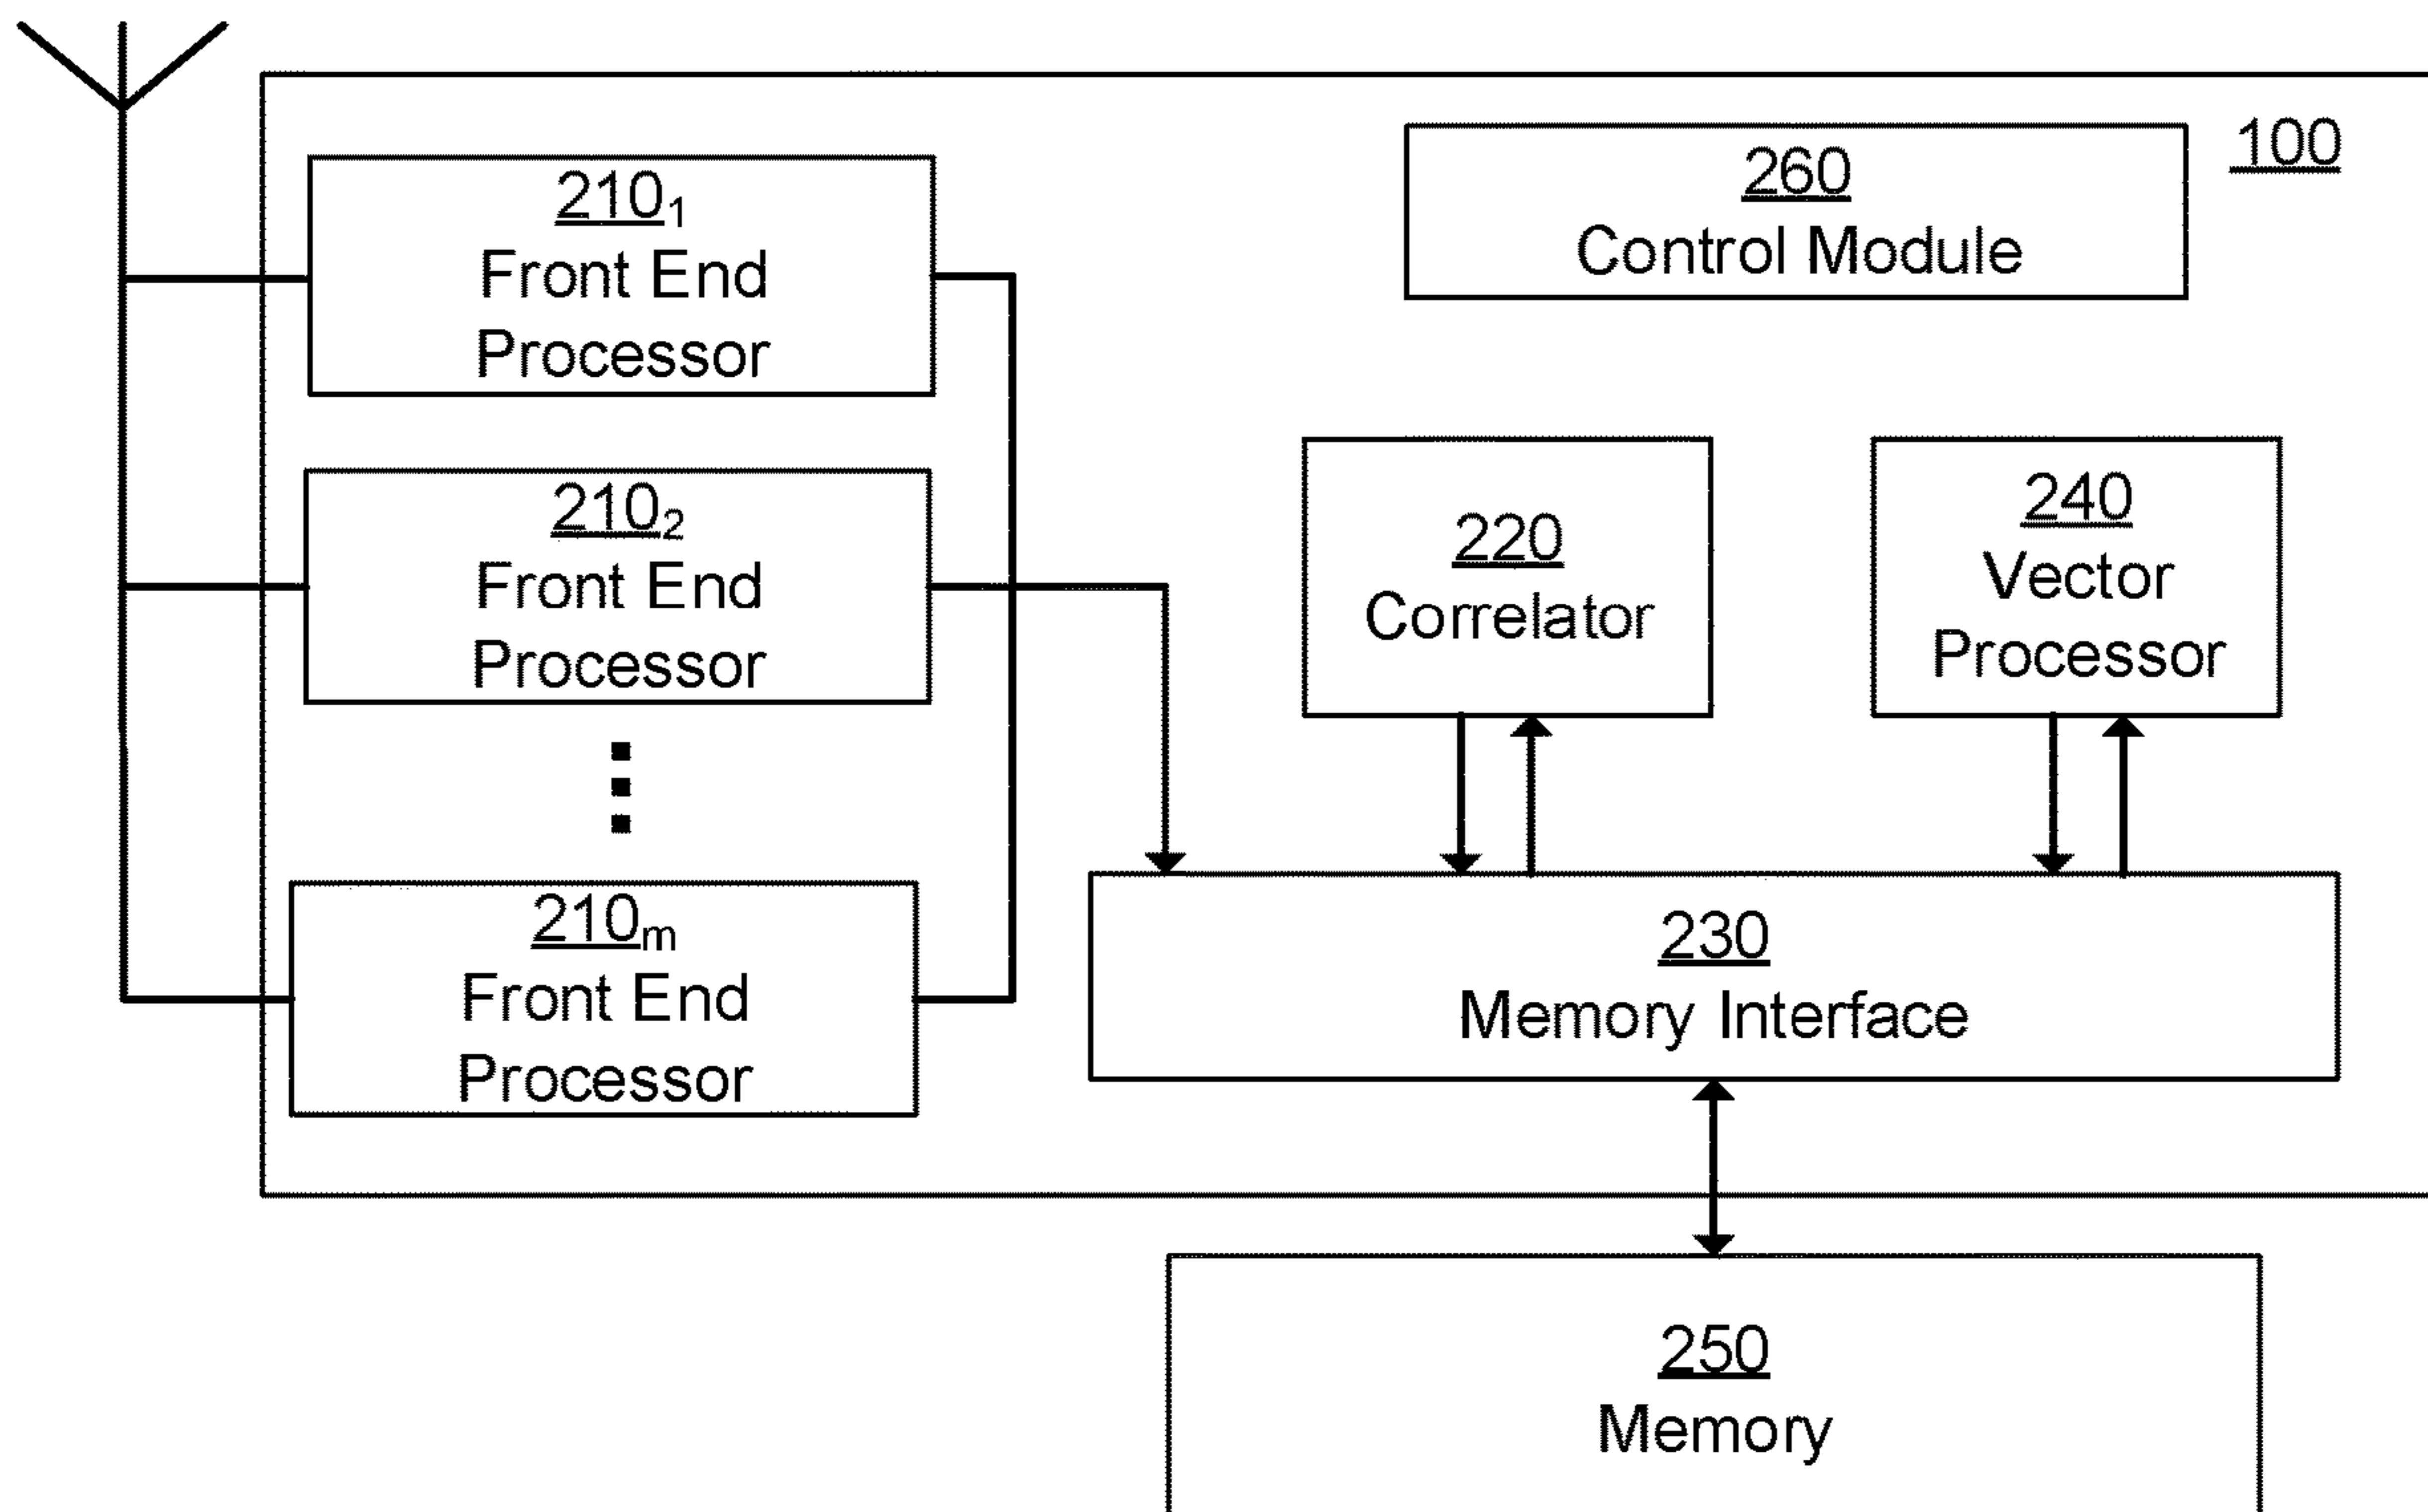 100
260
Control Module
210₁
Front End
Processor
210₂
Front End
Processor
210ₘ
Front End
Processor
220
Correlator
240
Vector
Processor
230
Memory Interface
250
Memory